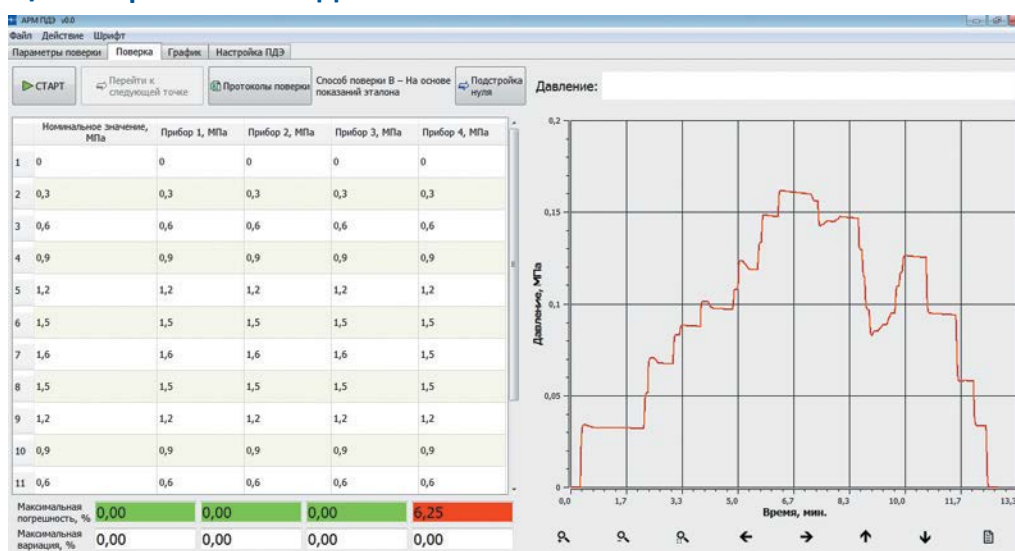 АРМ ПДЭ v0.0
Файл Действие Шрифт
Параметры поверки Поверка График Настройка ПДЭ
СТАРТ
Перейти к
следующей точке
Протоколы поверки
Способ поверки В – На основе
показаний эталона
Подстройка
нуля
Давление:
Номинальное значение,
МПа
Прибор 1, МПа Прибор 2, МПа Прибор 3, МПа Прибор 4, МПа
1 0 0 0 0 0
2 0,3 0,3 0,3 0,3 0,3
3 0,6 0,6 0,6 0,6 0,6
4 0,9 0,9 0,9 0,9 0,9
5 1,2 1,2 1,2 1,2 1,2
6 1,5 1,5 1,5 1,5 1,5
7 1,6 1,6 1,6 1,6 1,5
8 1,5 1,5 1,5 1,5 1,5
9 1,2 1,2 1,2 1,2 1,2
10 0,9 0,9 0,9 0,9 0,9
11 0,6 0,6 0,6 0,6 0,6
Максимальная
погрешность, %
0,00 0,00 0,00 6,25
Максимальная
вариация, %
0,00 0,00 0,00 0,00
Давление, МПа
0,2
0,15
0,1
0,05
0
0,0 1,7 3,3 5,0 6,7 8,3 10,0 11,7 13,3
Время, мин.